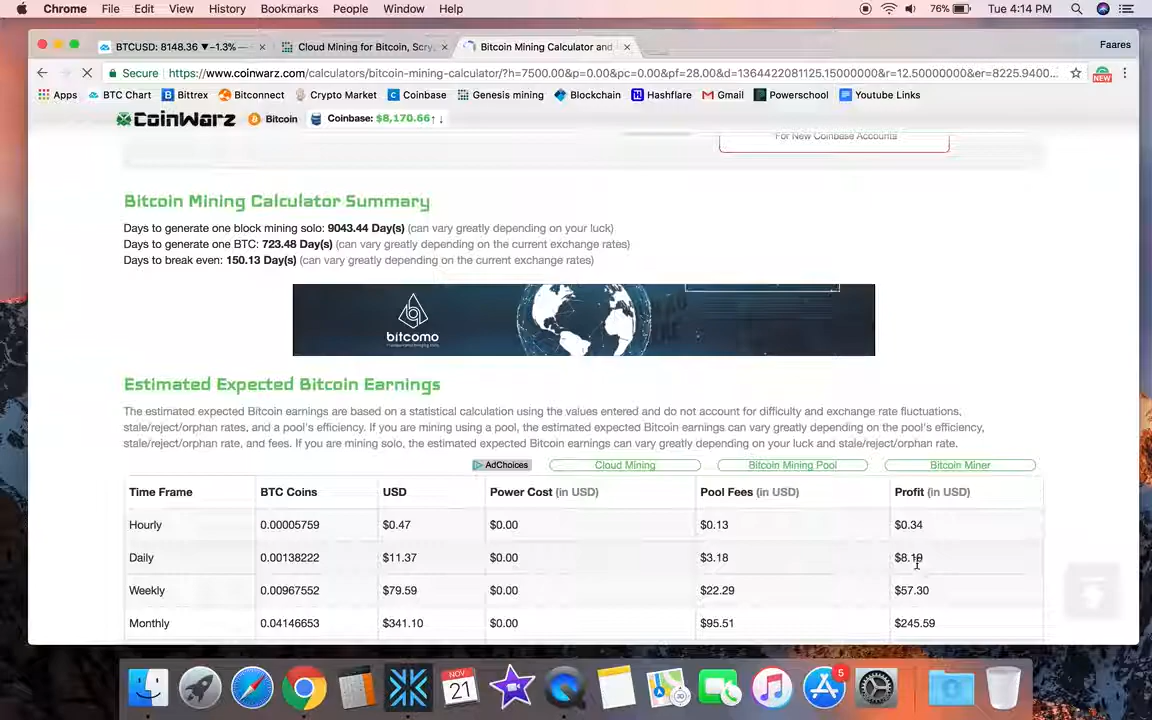 Chrome File Edit View History Bookmarks People Window Help 76% Tue 4:14 PM
BTCUSD: 8148.36 ▼-1.3% — Cloud Mining for Bitcoin, Scry Bitcoin Mining Calculator and Faares
Secure https://www.coinwarz.com/calculators/bitcoin-mining-calculator/?h=7500.00&p=0.00&pc=0.00&pf=28.00&d=1364422081125.15000000&r=12.50000000&er=8225.9400... NEW
Apps BTC Chart Bittrex Bitconnect Crypto Market Coinbase Genesis mining Blockchain Hashflare Gmail Powerschool Youtube Links
CoinWarz Bitcoin Coinbase: $8,170.66↑ ↓
For New Coinbase Accounts
Bitcoin Mining Calculator Summary
Days to generate one block mining solo: 9043.44 Day(s) (can vary greatly depending on your luck)
Days to generate one BTC: 723.48 Day(s) (can vary greatly depending on the current exchange rates)
Days to break even: 150.13 Day(s) (can vary greatly depending on the current exchange rates)
bitcomo
Estimated Expected Bitcoin Earnings
The estimated expected Bitcoin earnings are based on a statistical calculation using the values entered and do not account for difficulty and exchange rate fluctuations,
stale/reject/orphan rates, and a pool's efficiency. If you are mining using a pool, the estimated expected Bitcoin earnings can vary greatly depending on the pool's efficiency,
stale/reject/orphan rate, and fees. If you are mining solo, the estimated expected Bitcoin earnings can vary greatly depending on your luck and stale/reject/orphan rate.
AdChoices Cloud Mining Bitcoin Mining Pool Bitcoin Miner
Time Frame BTC Coins USD Power Cost (in USD) Pool Fees (in USD) Profit (in USD)
Hourly 0.00005759 $0.47 $0.00 $0.13 $0.34
Daily 0.00138222 $11.37 $0.00 $3.18 $8.19
Weekly 0.00967552 $79.59 $0.00 $22.29 $57.30
Monthly 0.04146653 $341.10 $0.00 $95.51 $245.59
NOV
21
5